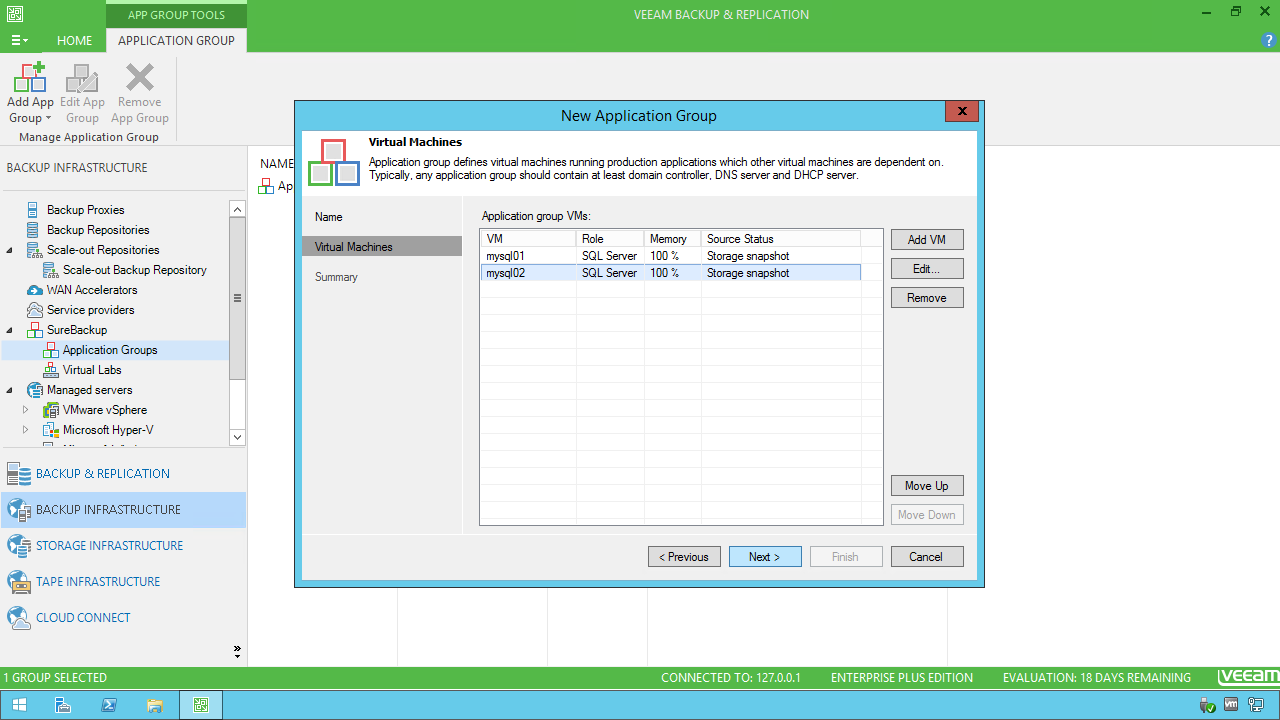 APP GROUP TOOLS
VEEAM BACKUP & REPLICATION
HOME
APPLICATION GROUP
Add App Group
Edit App Group
Remove App Group
Manage Application Group
BACKUP INFRASTRUCTURE
Backup Proxies
Backup Repositories
Scale-out Repositories
Scale-out Backup Repository
WAN Accelerators
Service providers
SureBackup
Application Groups
Virtual Labs
Managed servers
VMware vSphere
Microsoft Hyper-V
BACKUP & REPLICATION
BACKUP INFRASTRUCTURE
STORAGE INFRASTRUCTURE
TAPE INFRASTRUCTURE
CLOUD CONNECT
NAME
Ap
New Application Group
Virtual Machines
Application group defines virtual machines running production applications which other virtual machines are dependent on.
Typically, any application group should contain at least domain controller, DNS server and DHCP server.
Name
Virtual Machines
Summary
Application group VMs:
VM Role Memory Source Status
mysql01 SQL Server 100 % Storage snapshot
mysql02 SQL Server 100 % Storage snapshot
Add VM
Edit...
Remove
Move Up
Move Down
< Previous
Next >
Finish
Cancel
1 GROUP SELECTED
CONNECTED TO: 127.0.0.1
ENTERPRISE PLUS EDITION
EVALUATION: 18 DAYS REMAINING
veeam
vm